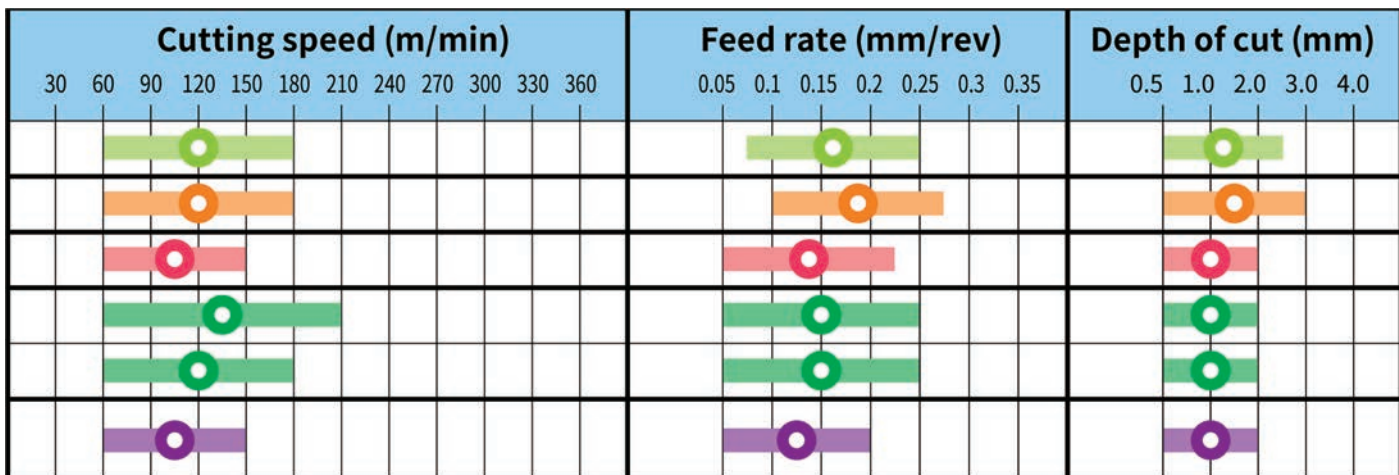 Cutting speed (m/min) Feed rate (mm/rev) Depth of cut (mm)
30 60 90 120 150 180 210 240 270 300 330 360 0.05 0.1 0.15 0.2 0.25 0.3 0.35 0.5 1.0 2.0 3.0 4.0